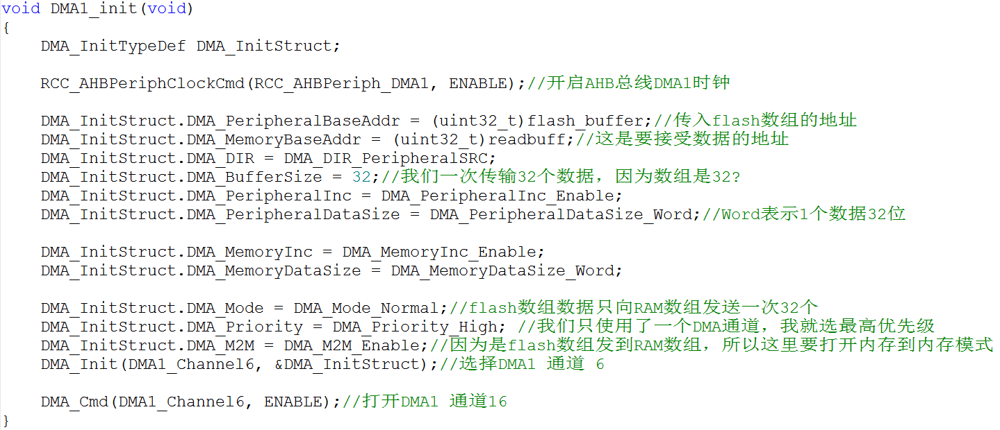 void DMA1_init(void)
{
DMA_InitTypeDef DMA_InitStruct;
RCC_AHBPeriphClockCmd(RCC_AHBPeriph_DMA1, ENABLE);//开启AHB总线DMA1时钟
DMA_InitStruct.DMA_PeripheralBaseAddr = (uint32_t)flash_buffer;//传入flash数组的地址
DMA_InitStruct.DMA_MemoryBaseAddr = (uint32_t)readbuff;//这是要接受数据的地址
DMA_InitStruct.DMA_DIR = DMA_DIR_PeripheralSRC;
DMA_InitStruct.DMA_BufferSize = 32;//我们一次传输32个数据，因为数组是32?
DMA_InitStruct.DMA_PeripheralInc = DMA_PeripheralInc_Enable;
DMA_InitStruct.DMA_PeripheralDataSize = DMA_PeripheralDataSize_Word;//Word表示1个数据32位
DMA_InitStruct.DMA_MemoryInc = DMA_MemoryInc_Enable;
DMA_InitStruct.DMA_MemoryDataSize = DMA_MemoryDataSize_Word;
DMA_InitStruct.DMA_Mode = DMA_Mode_Normal;//flash数组数据只向RAM数组发送一次32个
DMA_InitStruct.DMA_Priority = DMA_Priority_High; //我们只使用了一个DMA通道，我就选最高优先级
DMA_InitStruct.DMA_M2M = DMA_M2M_Enable;//因为是flash数组发到RAM数组，所以这里要打开内存到内存模式
DMA_Init(DMA1_Channel6, &DMA_InitStruct);//选择DMA1 通道 6
DMA_Cmd(DMA1_Channel6, ENABLE);//打开DMA1 通道16
}